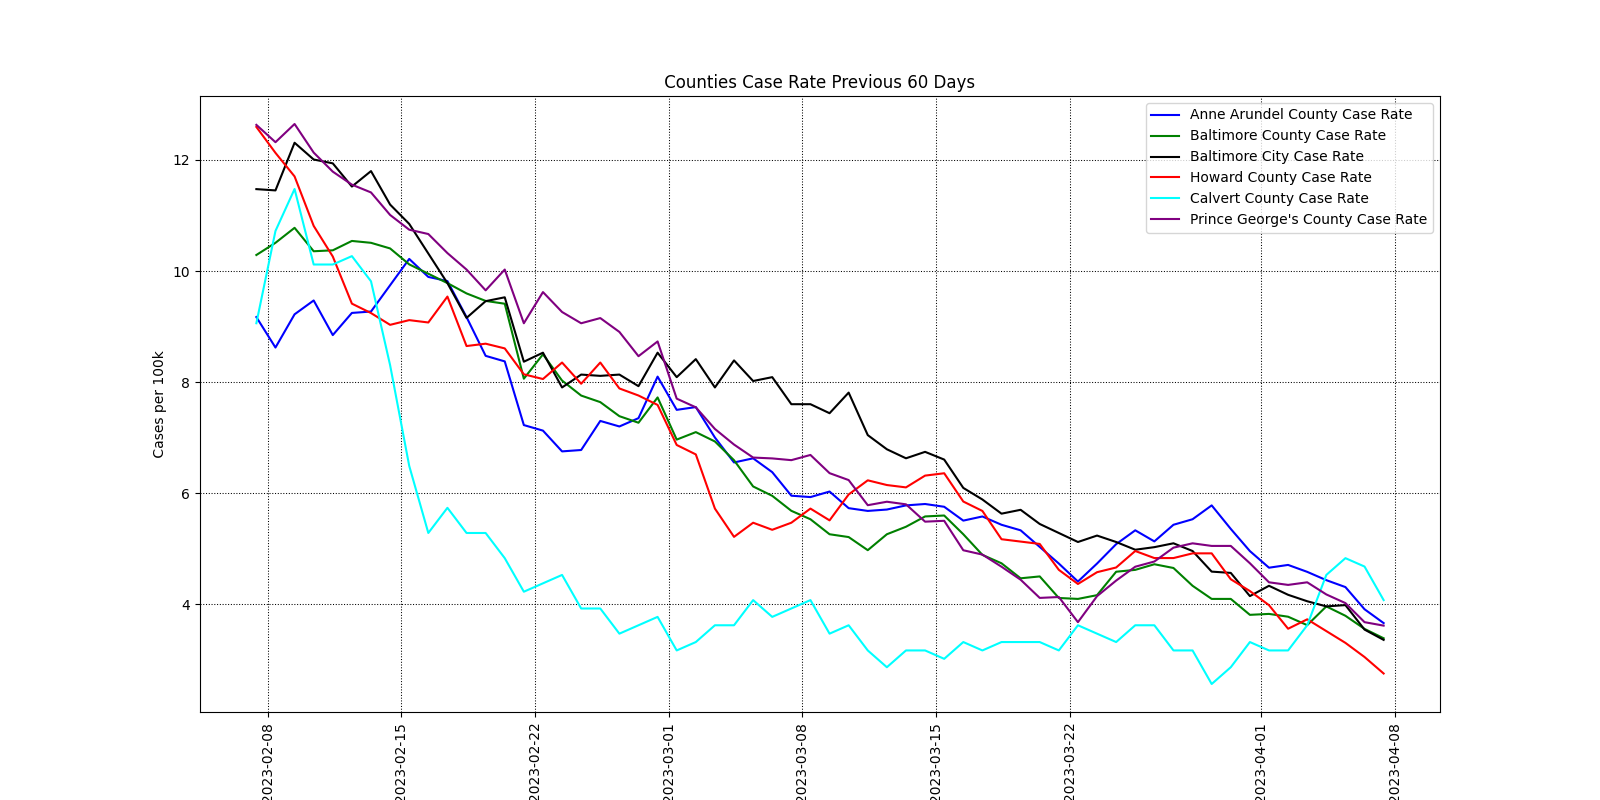 Counties Case Rate Previous 60 Days
Anne Arundel County Case Rate
Baltimore County Case Rate
Baltimore City Case Rate
Howard County Case Rate
Calvert County Case Rate
Prince George's County Case Rate
Cases per 100k
12
10
8
6
4
2023-02-08
2023-02-15
2023-02-22
2023-03-01
2023-03-08
2023-03-15
2023-03-22
2023-04-01
2023-04-08